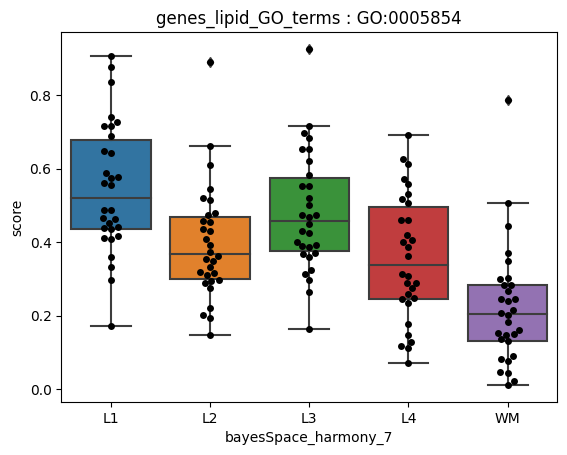 genes_lipid_GO_terms : GO:0005854
score
0.8
0.6
0.4
0.2
0.0
L1 L2 L3 L4 WM
bayesSpace_harmony_7